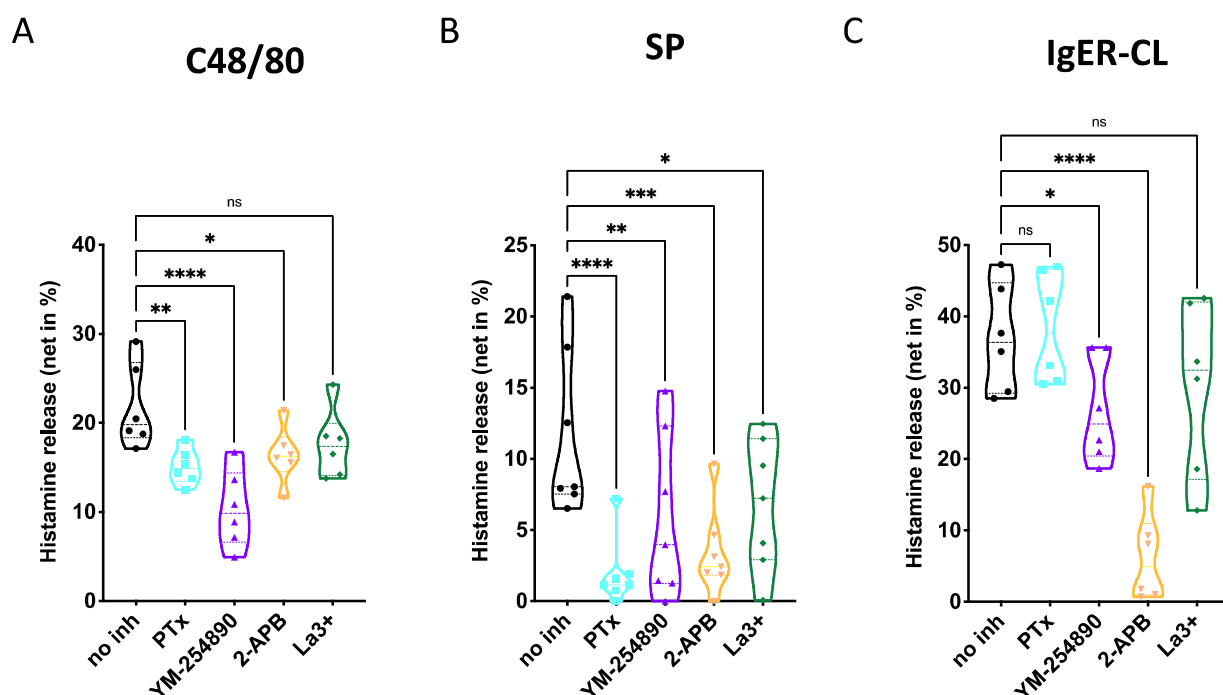 A
C48/80
ns
*
****
**
Histamine release (net in %)
40
30
20
10
0
no inh
PTx
YM-254890
2-APB
La3+
B
SP
*
***
**
****
Histamine release (net in %)
25
20
15
10
5
0
no inh
PTx
YM-254890
2-APB
La3+
C
IgER-CL
ns
****
*
ns
Histamine release (net in %)
50
40
30
20
10
0
no inh
PTx
YM-254890
2-APB
La3+